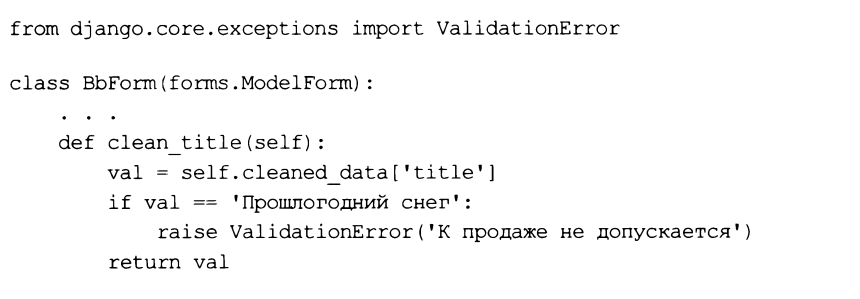 from django.core.exceptions import ValidationError
class BbForm(forms.ModelForm):
. . .
def clean_title(self):
val = self.cleaned_data['title']
if val == 'Прошлогодний снег':
raise ValidationError('К продаже не допускается')
return val